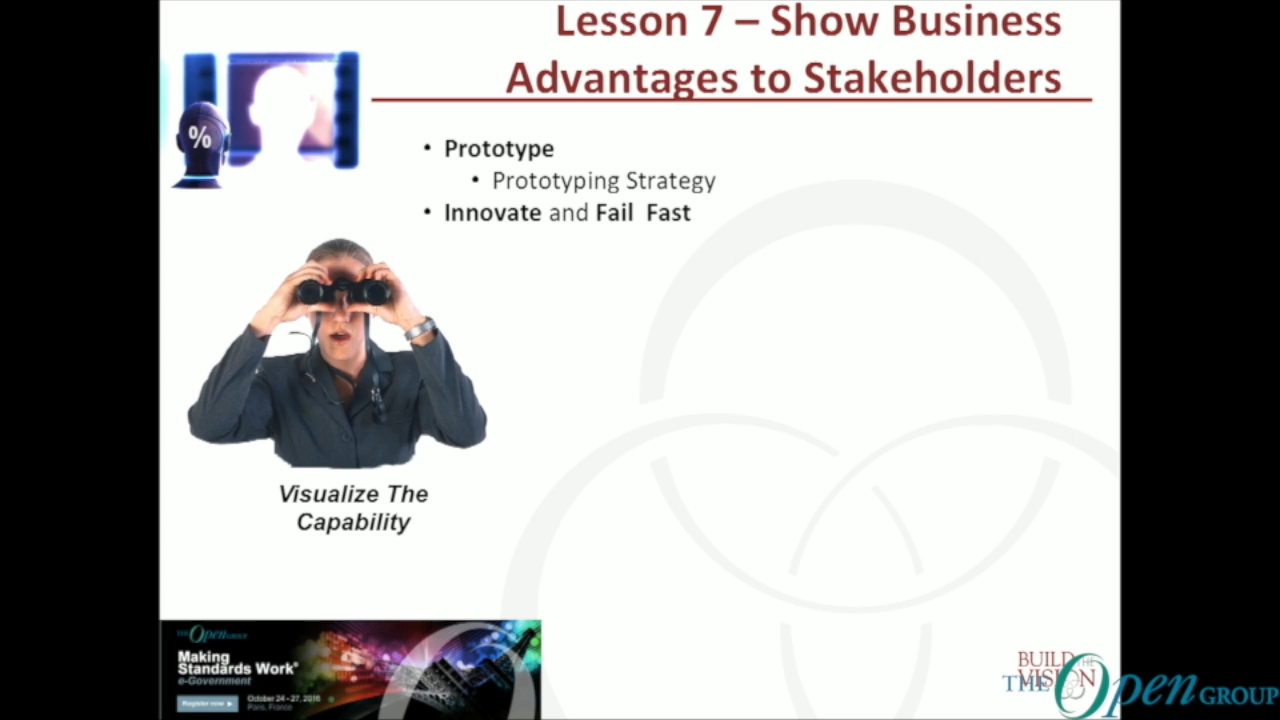 Lesson 7 – Show Business
Advantages to Stakeholders
%
• Prototype
• Prototyping Strategy
• Innovate and Fail Fast
Visualize The
Capability
THE Open GROUP
Making
Standards Work®
e-Government
Register now
October 24 - 27, 2016
Paris, France
BUILD THE
VISION
THE Open GROUP